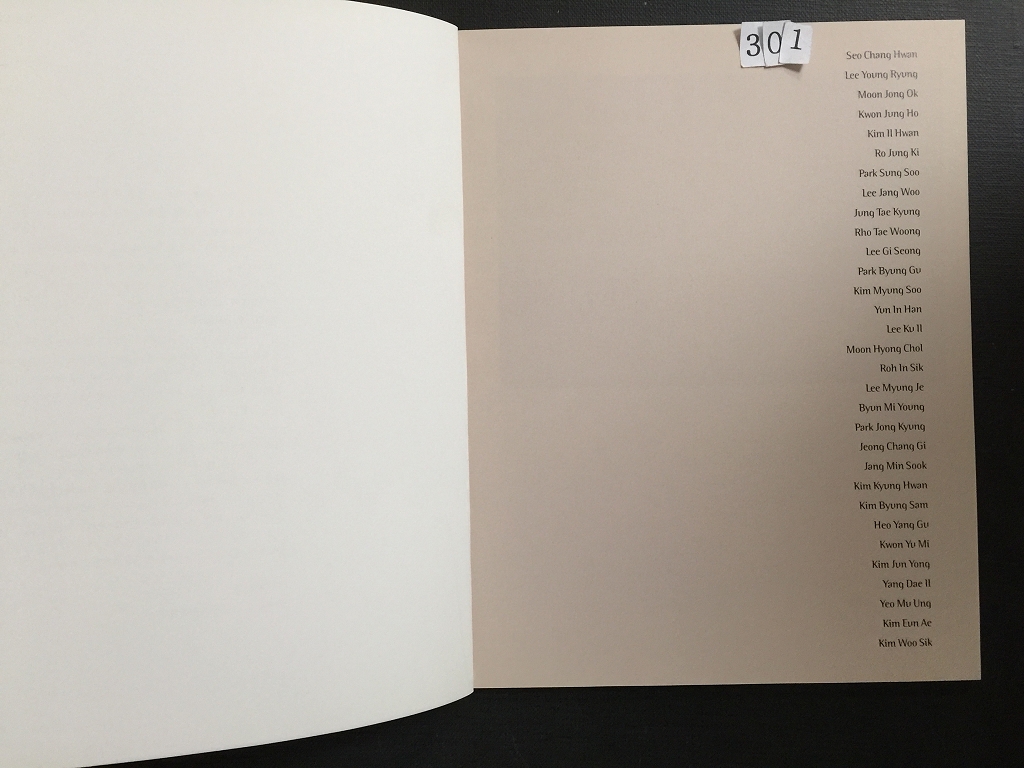 301
Seo Chang Hwan
Lee Young Ryung
Moon Jong Ok
Kwon Jung Ho
Kim Il Hwan
Ro Jung Ki
Park Sung Soo
Lee Jang Woo
Jung Tae Kyung
Rho Tae Woong
Lee Gi Seong
Park Byung Gu
Kim Myung Soo
Yun In Han
Lee Ku Il
Moon Hyong Chol
Roh In Sik
Lee Myung Je
Byun Mi Young
Park Jong Kyung
Jeong Chang Gi
Jang Min Sook
Kim Kyung Hwan
Kim Byung Sam
Heo Yang Gu
Kwon Yu Mi
Kim Jun Yong
Yang Dae Il
Yeo Mu Ung
Kim Eun Ae
Kim Woo Sik